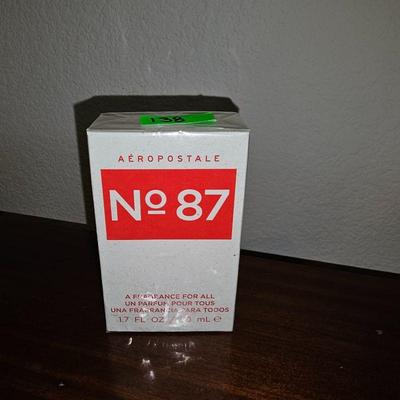 138
AÉROPOSTALE
Nº 87
A FRAGRANCE FOR ALL
UN PARFUM POUR TOUS
UNA FRAGRANCIA PARA TODOS
1.7 FL OZ / mL e